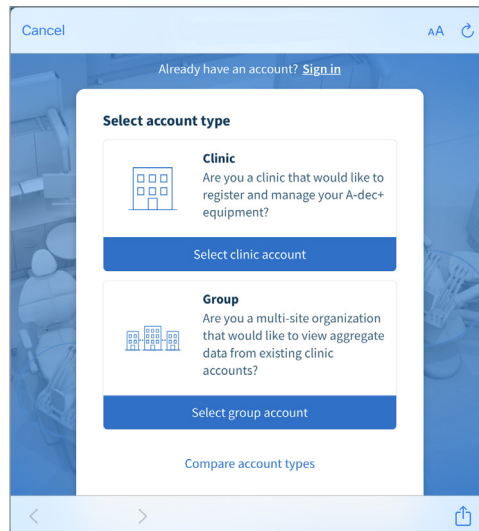 Cancel
AA
Already have an account? Sign in
Select account type
Clinic
Are you a clinic that would like to
register and manage your A-dec+
equipment?
Select clinic account
Group
Are you a multi-site organization
that would like to view aggregate
data from existing clinic
accounts?
Select group account
Compare account types